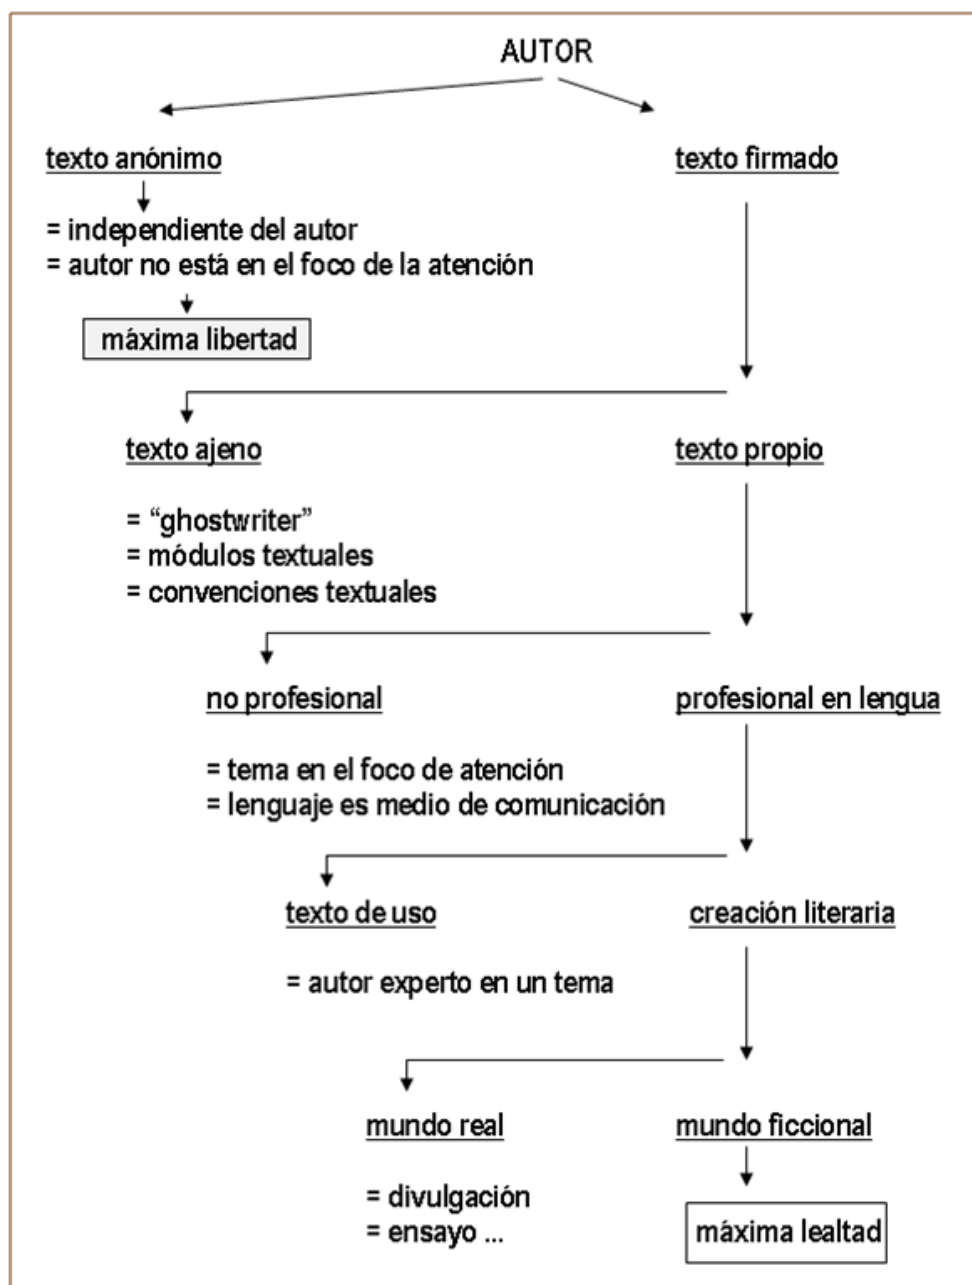 AUTOR
texto anónimo
texto firmado
= independiente del autor
= autor no está en el foco de la atención
máxima libertad
texto ajeno
texto propio
= “ghostwriter”
= módulos textuales
= convenciones textuales
no profesional
profesional en lengua
= tema en el foco de atención
= lenguaje es medio de comunicación
texto de uso
creación literaria
= autor experto en un tema
mundo real
mundo ficcional
= divulgación
= ensayo ...
máxima lealtad